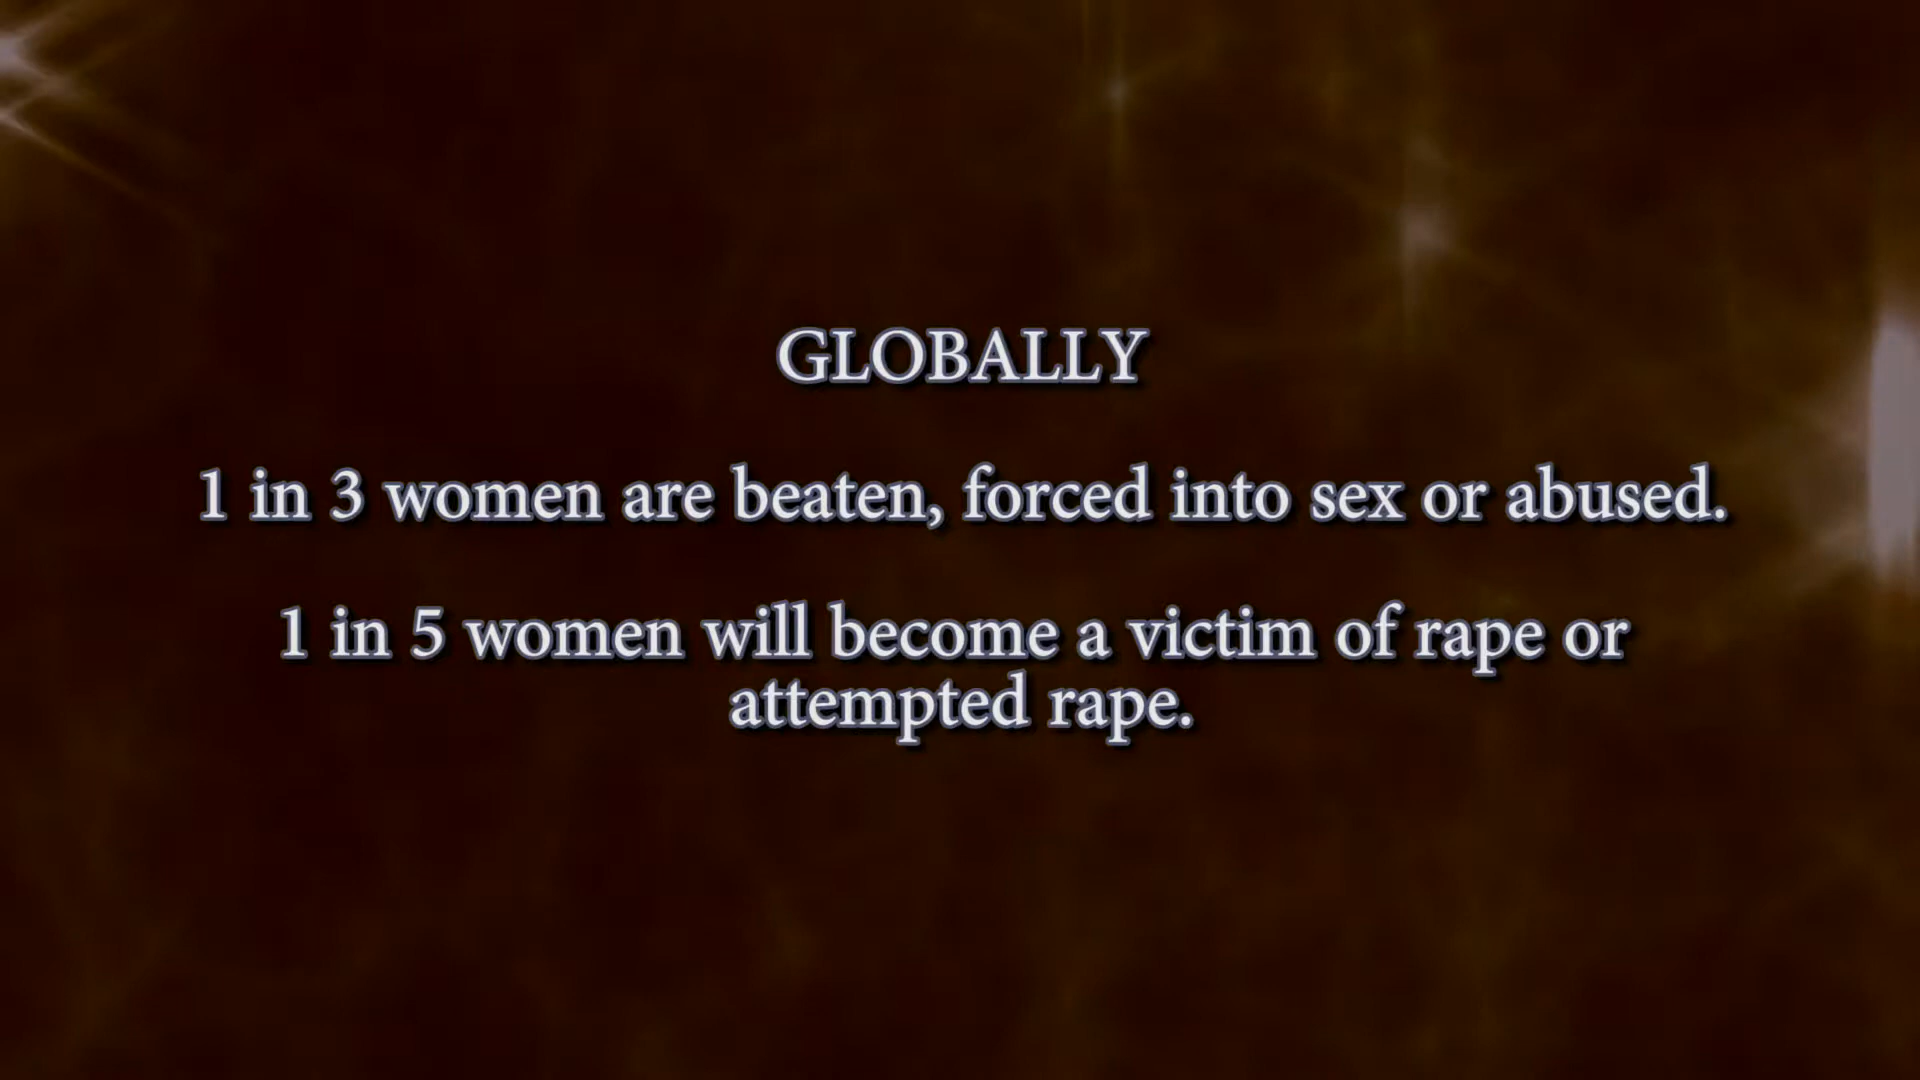 GLOBALLY
1 in 3 women are beaten, forced into sex or abused.
1 in 5 women will become a victim of rape or
attempted rape.